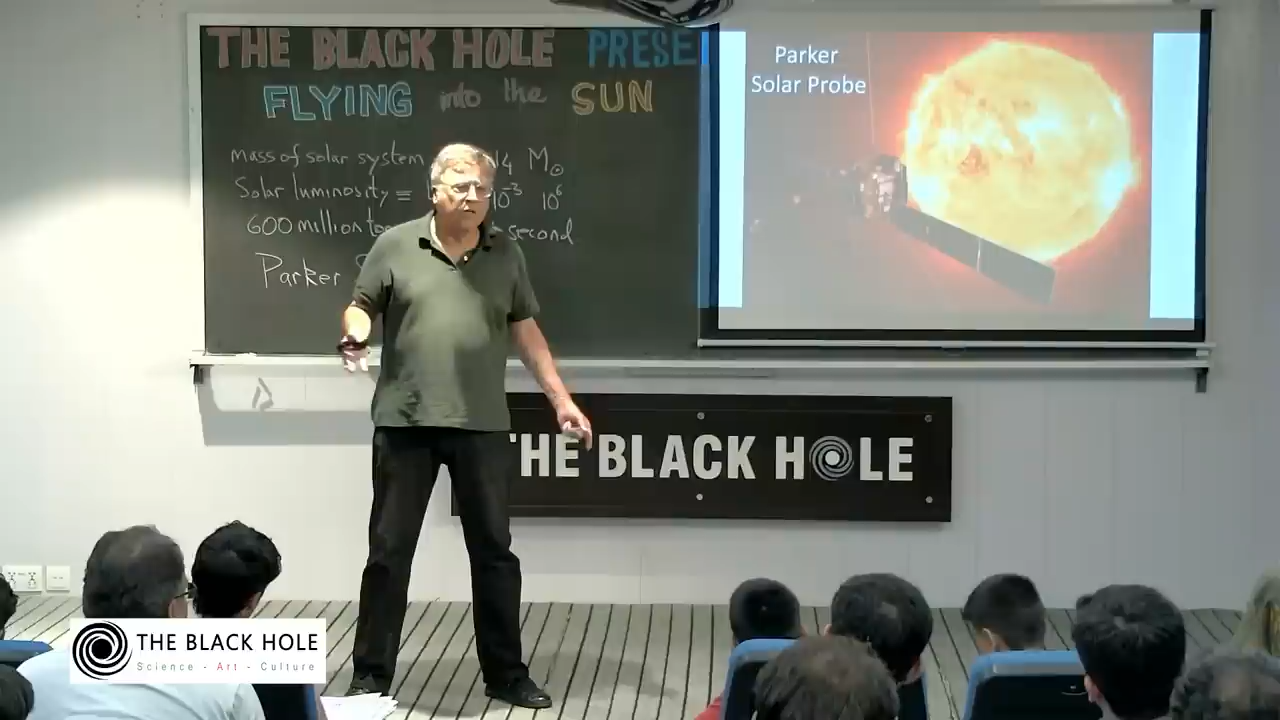 THE BLACK HOLE PRESE
FLYING into the SUN
Mass of solar system 14 M☉
Solar luminosity = 10⁻³ 10⁶
600 million second
Parker
Parker
Solar Probe
THE BLACK HOLE
THE BLACK HOLE
Science - Art - Culture